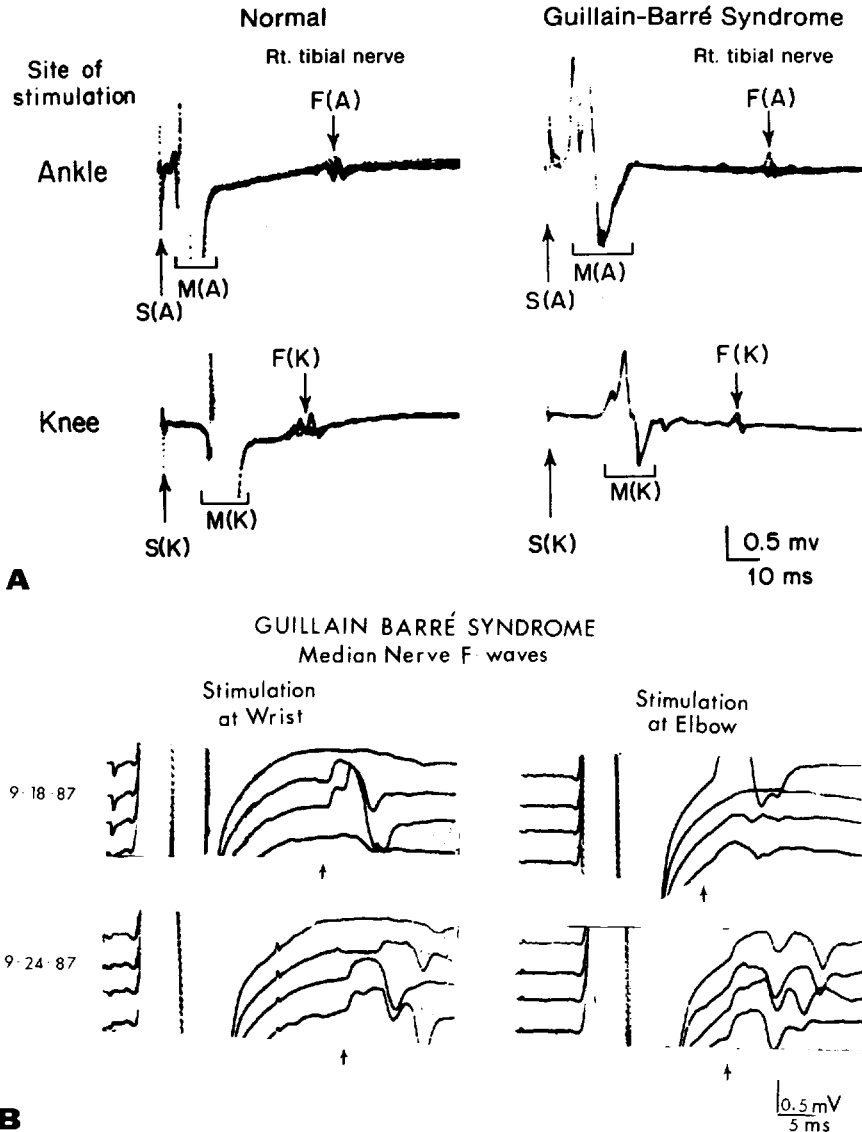 Normal
Guillain-Barré Syndrome
Site of
stimulation
Rt. tibial nerve
Rt. tibial nerve
F(A)
F(A)
Ankle
M(A)
M(A)
S(A)
S(A)
F(K)
F(K)
Knee
M(K)
M(K)
S(K)
S(K)
0.5 mv
10 ms
A
GUILLAIN BARRÉ SYNDROME
Median Nerve F waves
Stimulation
at Wrist
Stimulation
at Elbow
9·18·87
9·24·87
0.5 mV
5 ms
B